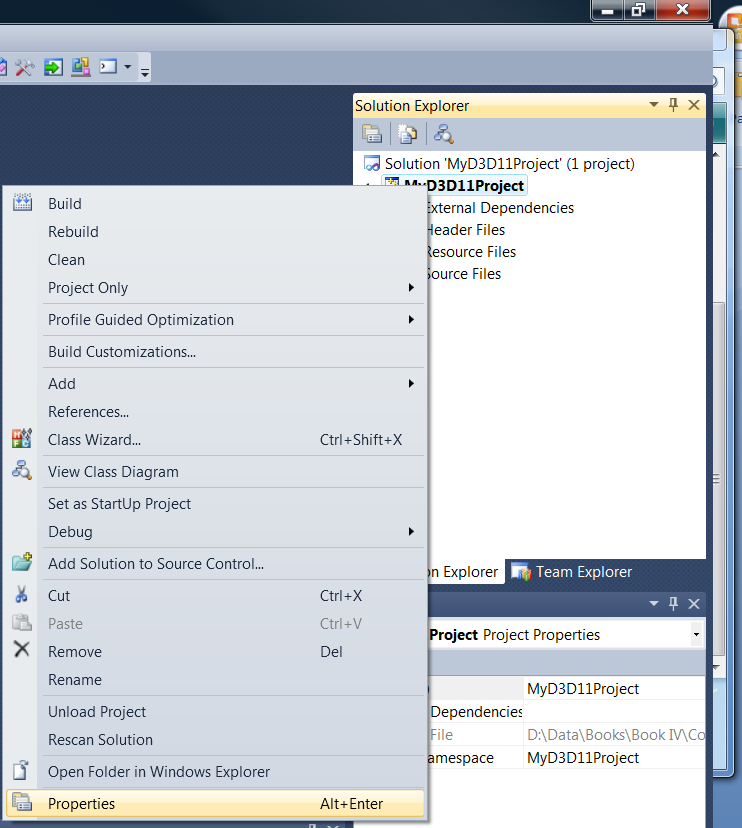 Solution Explorer
Solution 'MyD3D11Project' (1 project)
MyD3D11Project
External Dependencies
Header Files
Resource Files
Source Files
Build
Rebuild
Clean
Project Only
Profile Guided Optimization
Build Customizations...
Add
References...
Class Wizard... Ctrl+Shift+X
View Class Diagram
Set as StartUp Project
Debug
Add Solution to Source Control...
Cut Ctrl+X
Paste Ctrl+V
Remove Del
Rename
Unload Project
Rescan Solution
Open Folder in Windows Explorer
Properties Alt+Enter
on Explorer Team Explorer
Project Project Properties
MyD3D11Project
Dependencies
File D:\Data\Books\Book IV\Co
amespace MyD3D11Project